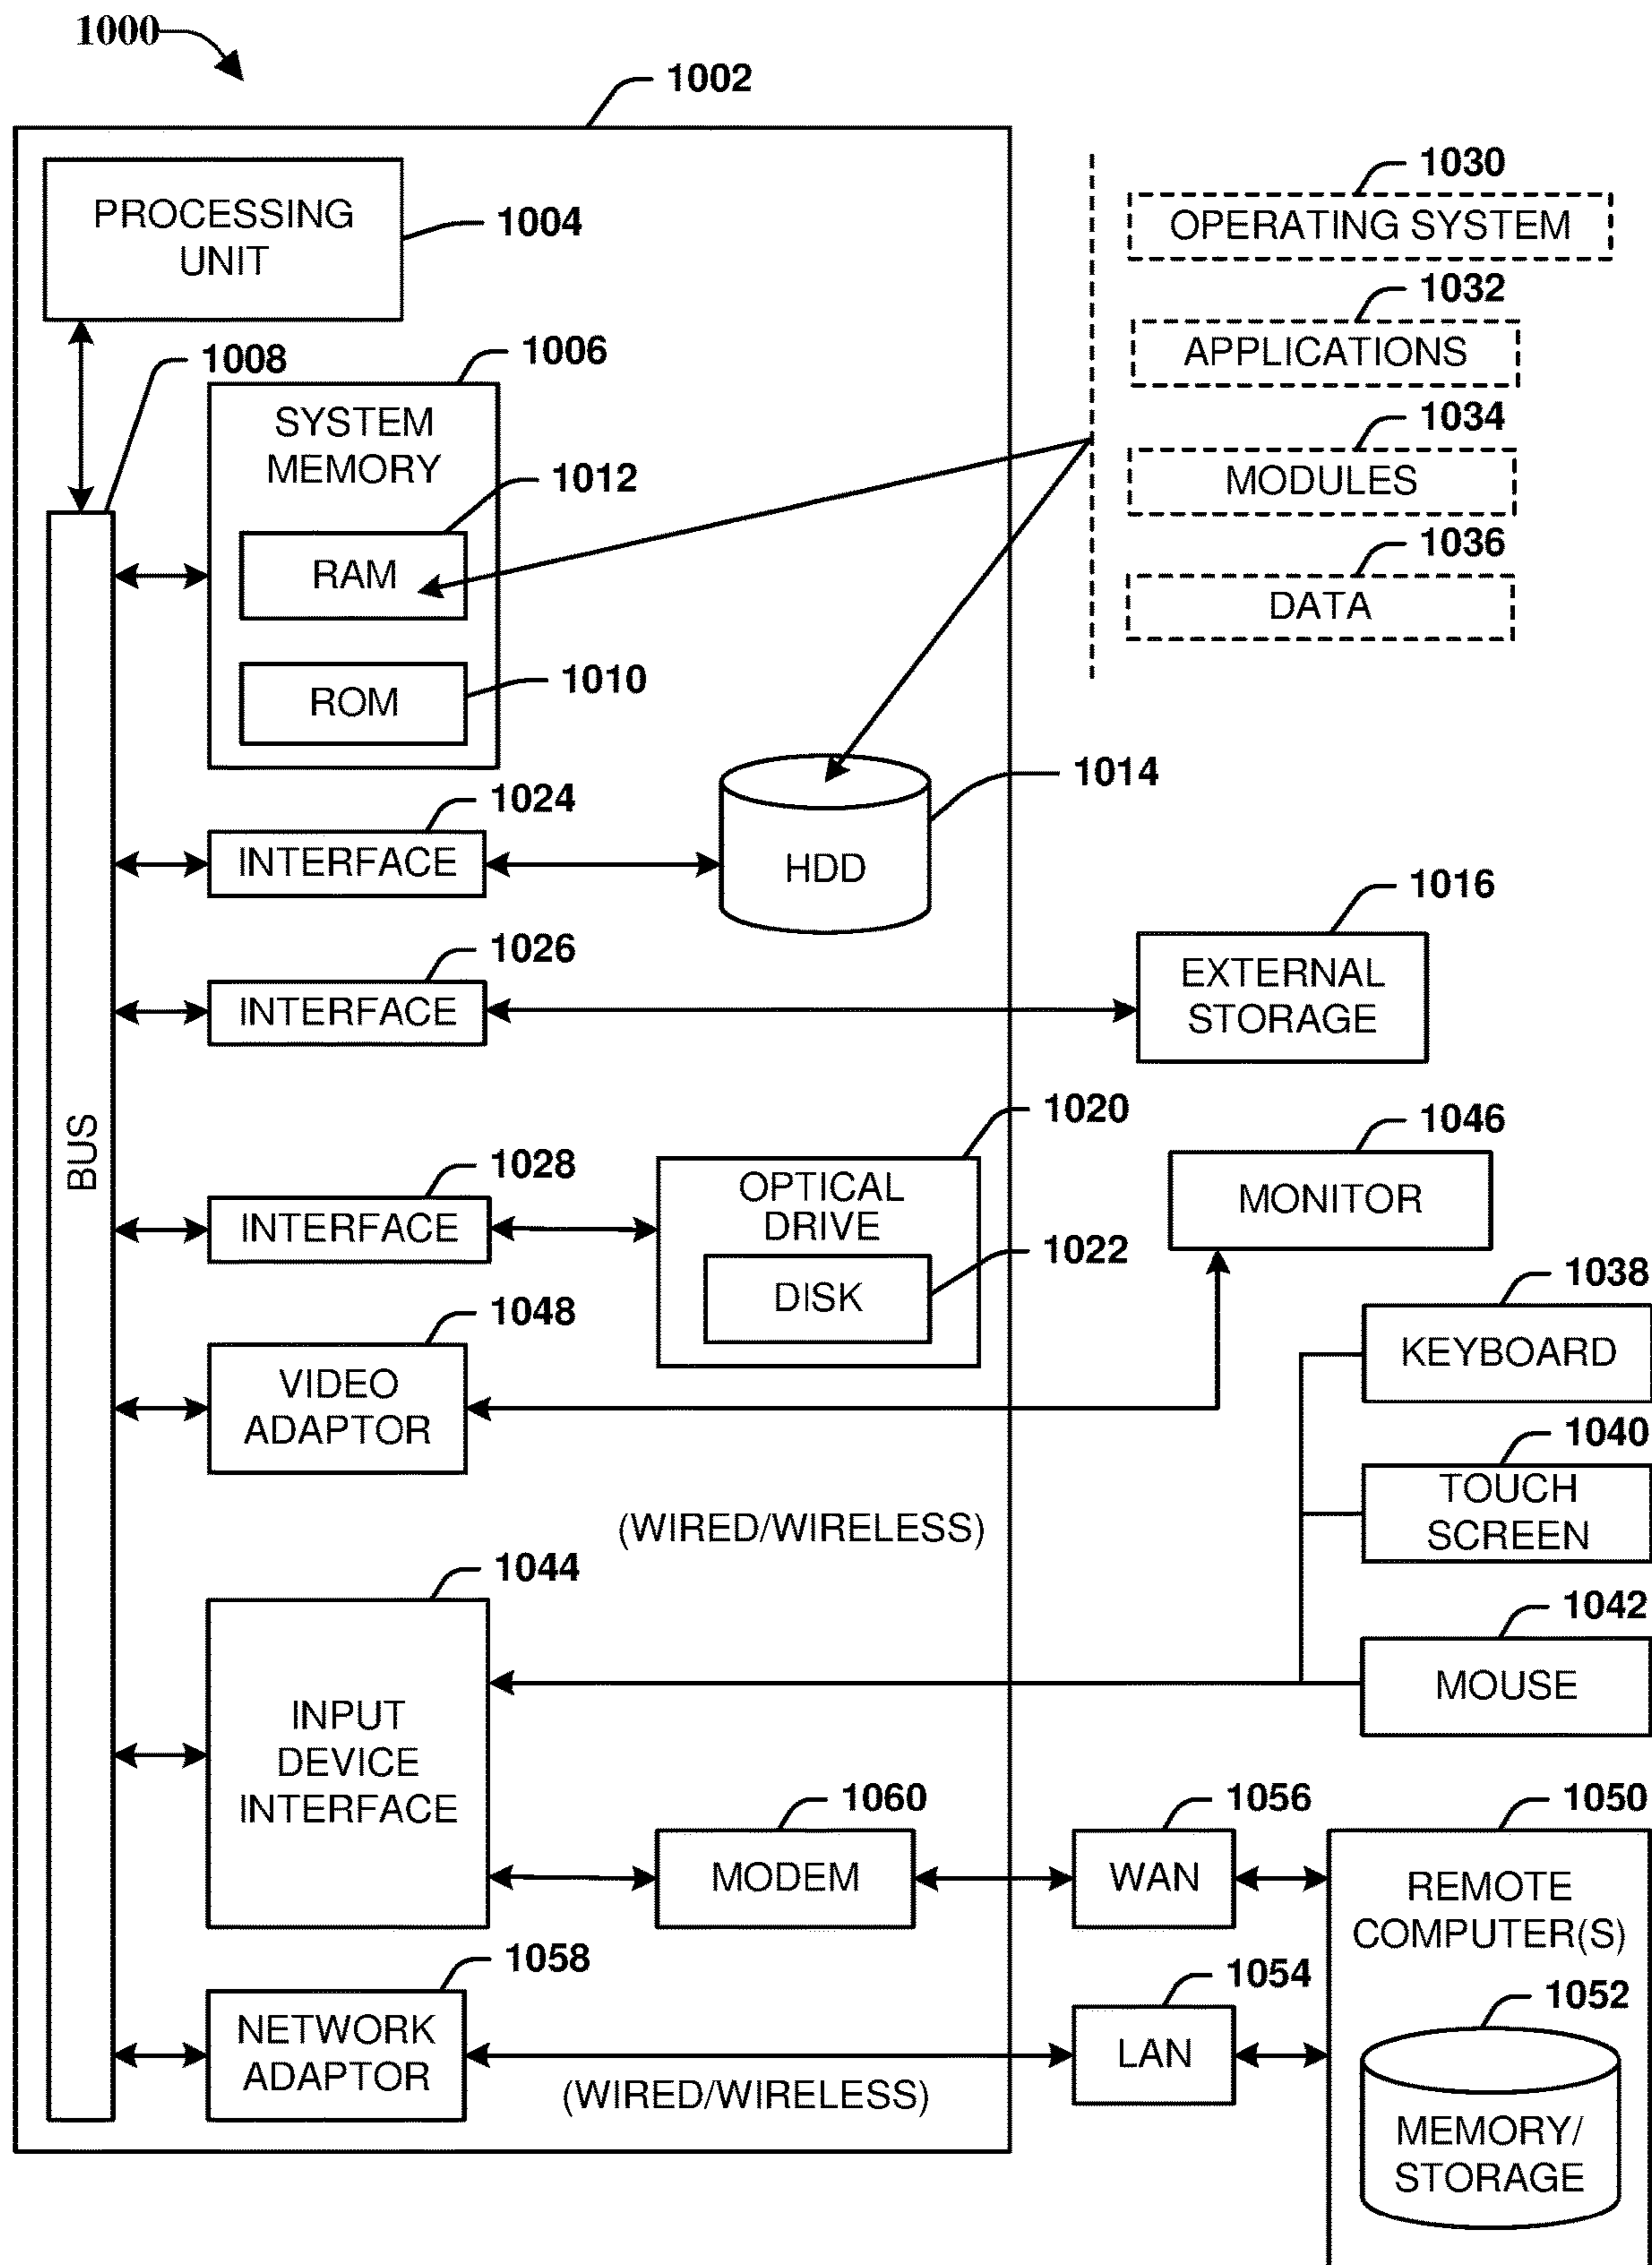 1000
1002
PROCESSING
UNIT
1004
1030
OPERATING SYSTEM
1032
APPLICATIONS
1034
MODULES
1036
DATA
1008
1006
SYSTEM
MEMORY
1012
RAM
1010
ROM
BUS
1024
INTERFACE
1014
HDD
1026
INTERFACE
1016
EXTERNAL
STORAGE
1028
INTERFACE
1020
OPTICAL
DRIVE
1022
DISK
1046
MONITOR
1048
VIDEO
ADAPTOR
1038
KEYBOARD
1040
TOUCH
SCREEN
(WIRED/WIRELESS)
1042
MOUSE
1044
INPUT
DEVICE
INTERFACE
1060
MODEM
1056
WAN
1050
REMOTE
COMPUTER(S)
1058
NETWORK
ADAPTOR
(WIRED/WIRELESS)
1054
LAN
1052
MEMORY/
STORAGE